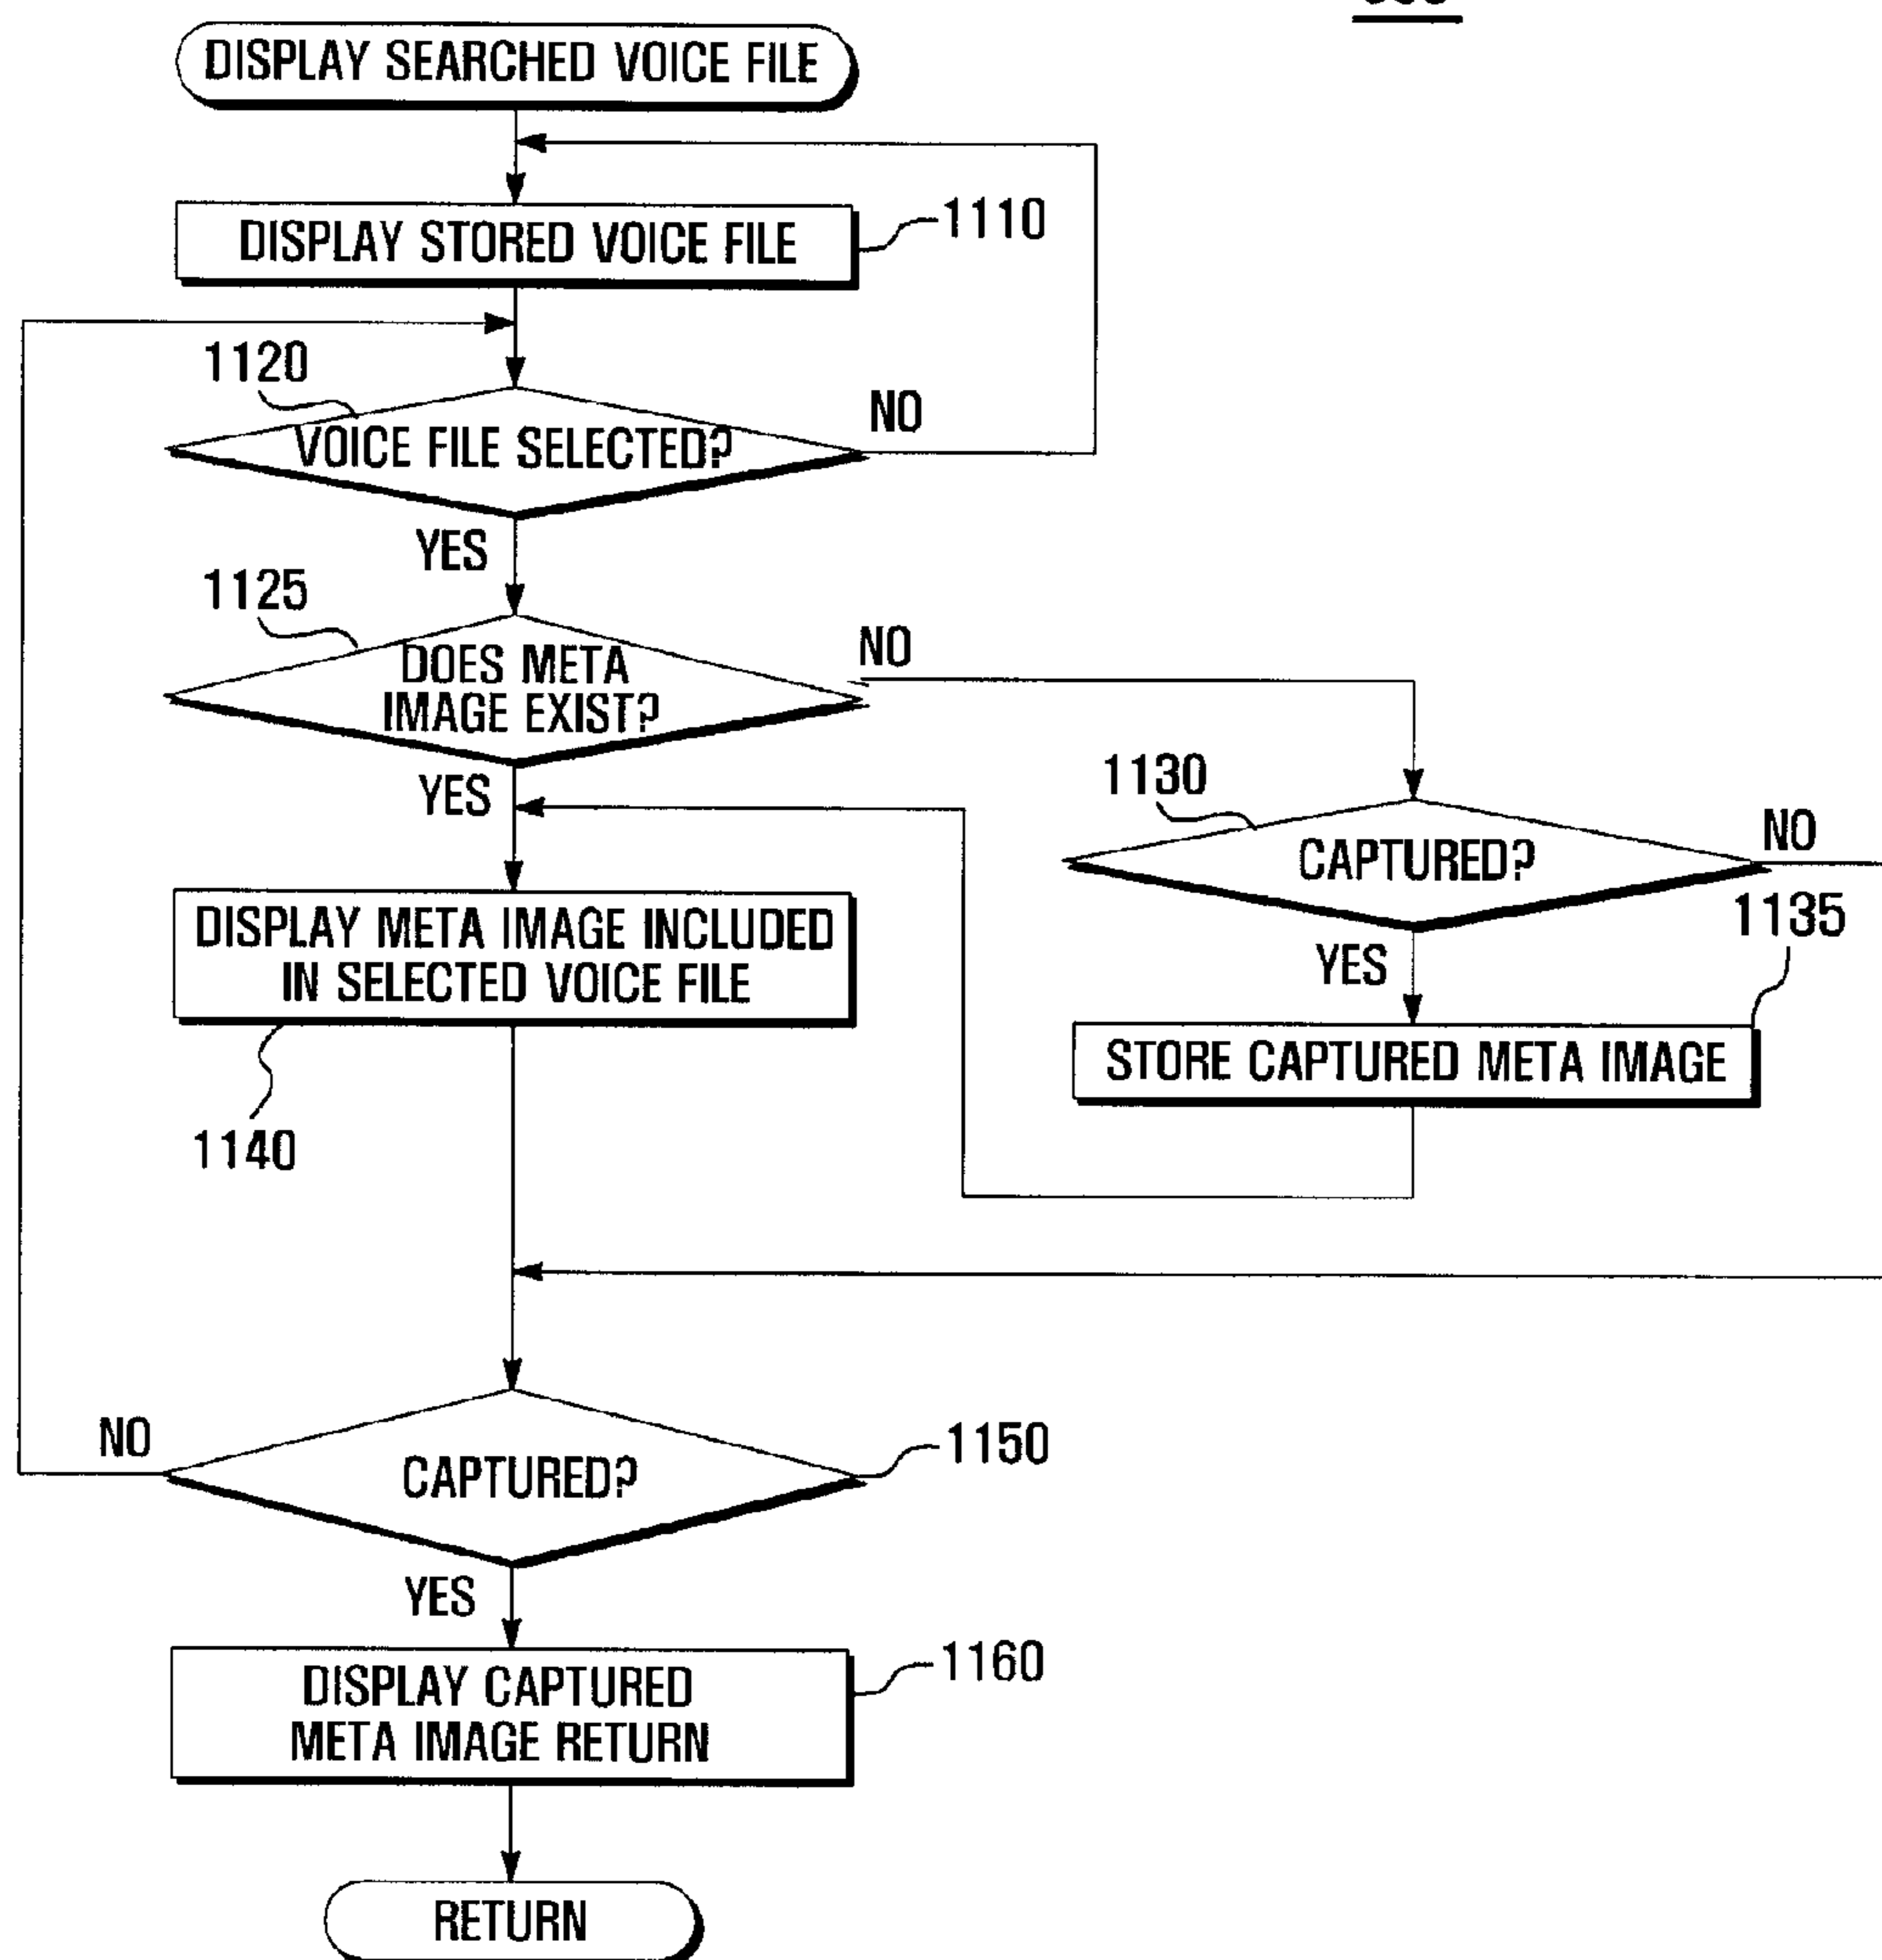 DISPLAY SEARCHED VOICE FILE
DISPLAY STORED VOICE FILE
1110
1120
VOICE FILE SELECTED?
NO
YES
1125
DOES META
IMAGE EXIST?
NO
YES
1130
CAPTURED?
NO
1135
YES
STORE CAPTURED META IMAGE
DISPLAY META IMAGE INCLUDED
IN SELECTED VOICE FILE
1140
NO
CAPTURED?
1150
YES
DISPLAY CAPTURED
META IMAGE RETURN
1160
RETURN